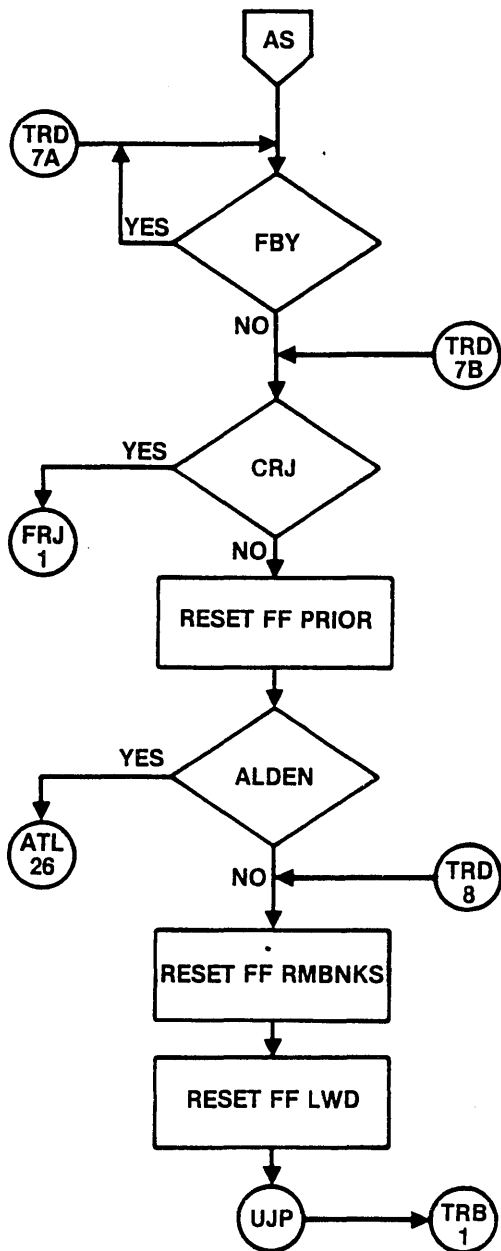 AS
TRD
7A
YES
FBY
NO
TRD
7B
YES
CRJ
FRJ
1
NO
RESET FF PRIOR
YES
ALDEN
ATL
26
NO
TRD
8
RESET FF RMBNKS
RESET FF LWD
UJP
TRB
1